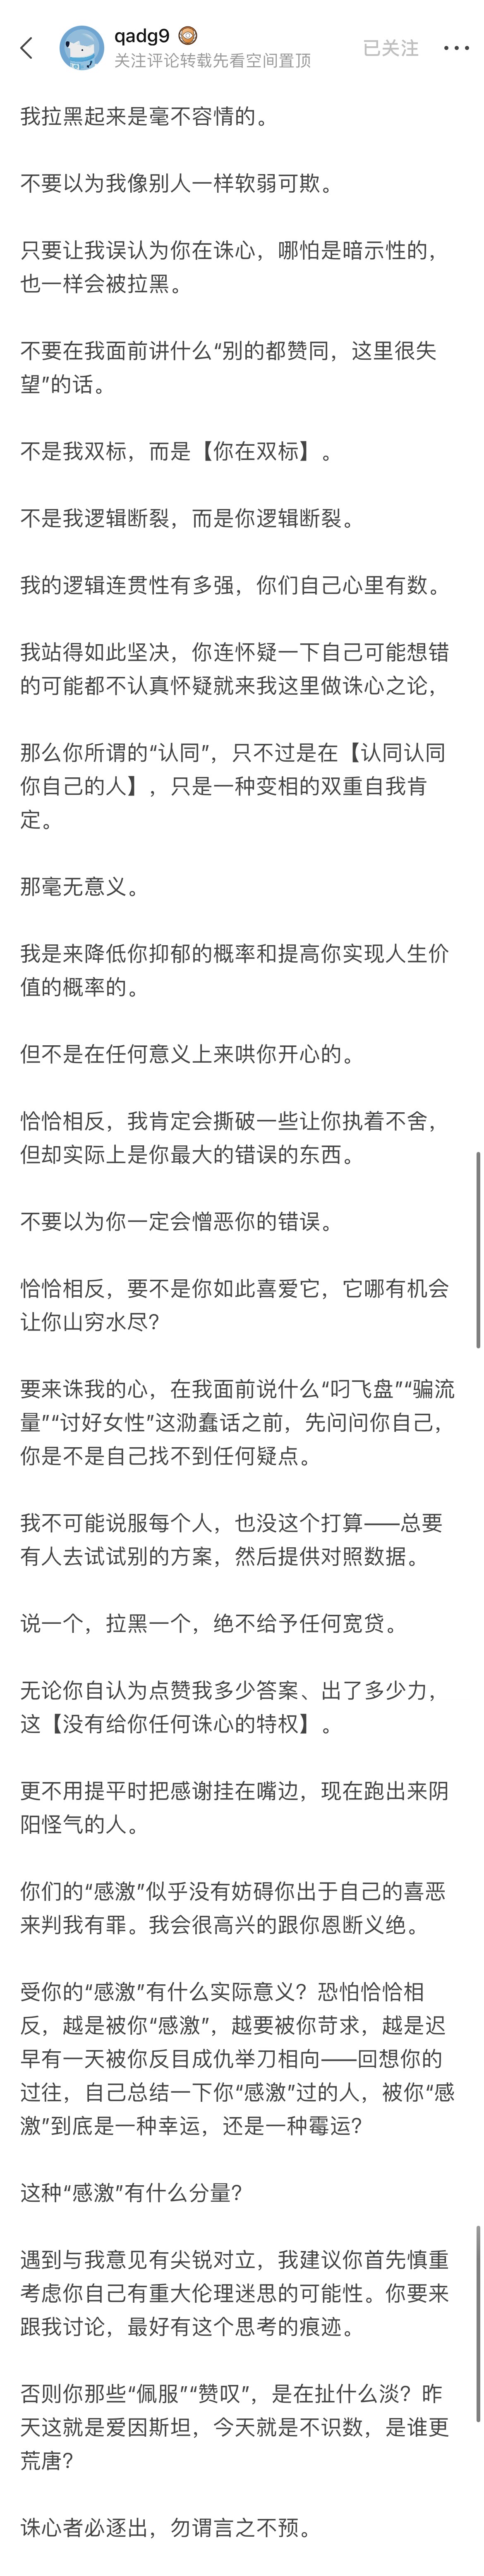 qadg9
关注评论转载先看空间置顶
已关注
我拉黑起来是毫不容情的。
不要以为我像别人一样软弱可欺。
只要让我误认为你在诛心，哪怕是暗示性的，
也一样会被拉黑。
不要在我面前讲什么“别的都赞同，这里很失
望”的话。
不是我双标，而是【你在双标】。
不是我逻辑断裂，而是你逻辑断裂。
我的逻辑连贯性有多强，你们自己心里有数。
我站得如此坚决，你连怀疑一下自己可能想错
的可能都不认真怀疑就来我这里做诛心之论，
那么你所谓的“认同”，只不过是在【认同认同
你自己的人】，只是一种变相的双重自我肯
定。
那毫无意义。
我是来降低你抑郁的概率和提高你实现人生价
值的概率的。
但不是在任何意义上来哄你开心的。
恰恰相反，我肯定会撕破一些让你执着不舍，
但却实际上是你最大的错误的东西。
不要以为你一定会憎恶你的错误。
恰恰相反，要不是你如此喜爱它，它哪有机会
让你山穷水尽？
要来诛我的心，在我面前说什么“叼飞盘”“骗流
量”“讨好女性”这泐蠢话之前，先问问你自己，
你是不是自己找不到任何疑点。
我不可能说服每个人，也没这个打算——总要
有人去试试别的方案，然后提供对照数据。
说一个，拉黑一个，绝不给予任何宽贷。
无论你自认为点赞我多少答案、出了多少力，
这【没有给你任何诛心的特权】。
更不用提平时把感谢挂在嘴边，现在跑出来阴
阳怪气的人。
你们的“感激”似乎没有妨碍你出于自己的喜恶
来判我有罪。我会很高兴的跟你恩断义绝。
受你的“感激”有什么实际意义？恐怕恰恰相
反，越是被你“感激”，越要被你苛求，越是迟
早有一天被你反目成仇举刀相向——回想你的
过往，自己总结一下你“感激”过的人，被你“感
激”到底是一种幸运，还是一种霉运？
这种“感激”有什么分量？
遇到与我意见有尖锐对立，我建议你首先慎重
考虑你自己有重大伦理迷思的可能性。你要来
跟我讨论，最好有这个思考的痕迹。
否则你那些“佩服”“赞叹”，是在扯什么淡？昨
天这就是爱因斯坦，今天就是不识数，是谁更
荒唐？
诛心者必逐出，勿谓言之不预。